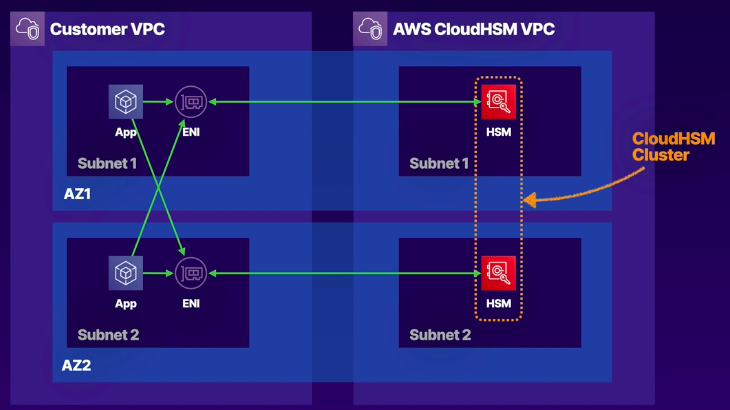 Customer VPC
AWS CloudHSM VPC
App
ENI
HSM
Subnet 1
Subnet 1
AZ1
CloudHSM
Cluster
App
ENI
HSM
Subnet 2
Subnet 2
AZ2